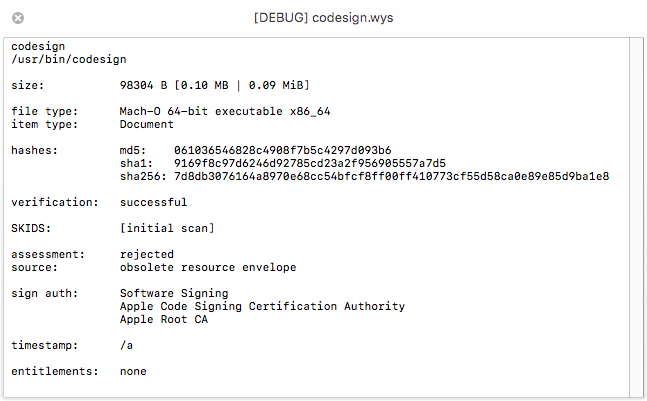 [DEBUG] codesign.wys
codesign
/usr/bin/codesign
size: 98304 B [0.10 MB | 0.09 MiB]
file type: Mach-O 64-bit executable x86_64
item type: Document
hashes: md5: 061036546828c4908f7b5c4297d093b6
sha1: 9169f8c97d6246d92785cd23a2f956905557a7d5
sha256: 7d8db3076164a8970e68cc54bfcf8ff00ff410773cf55d58ca0e89e85d9ba1e8
verification: successful
SKIDS: [initial scan]
assessment: rejected
source: obsolete resource envelope
sign auth: Software Signing
Apple Code Signing Certification Authority
Apple Root CA
timestamp: /a
entitlements: none